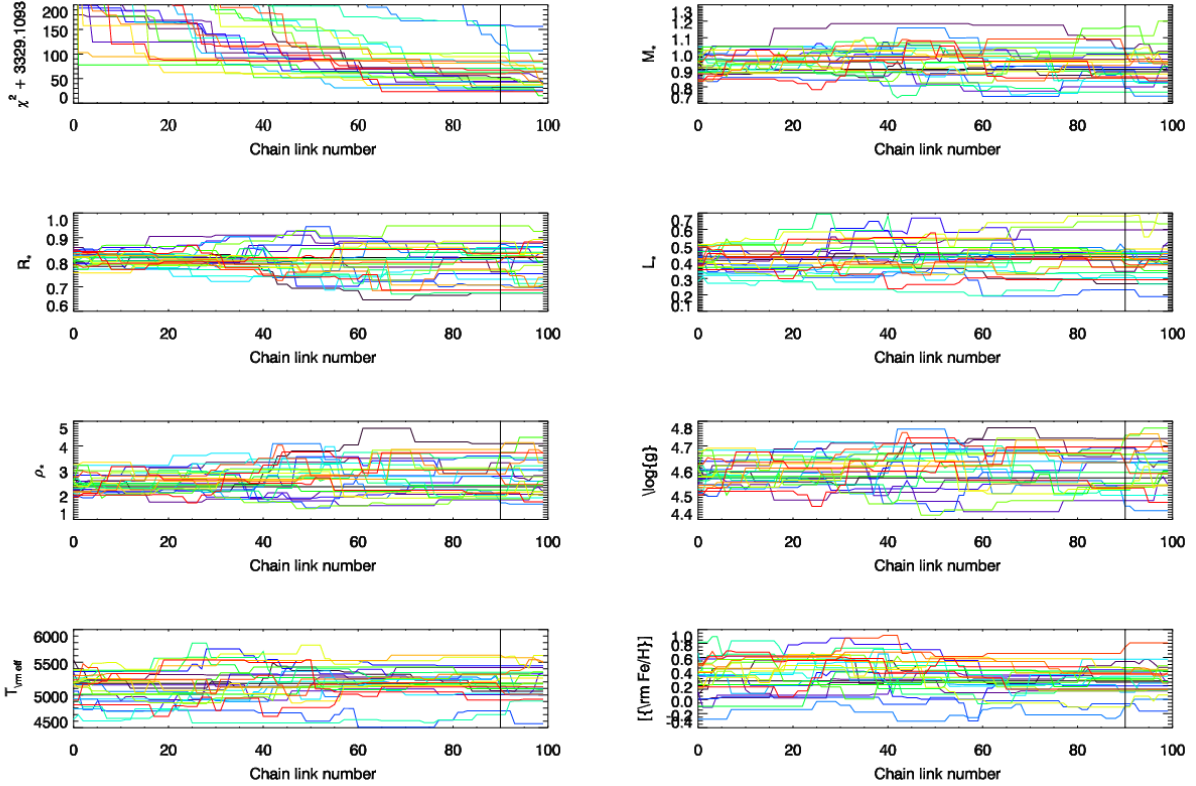 χ² + 3329.1093
200
150
100
50
0
0 20 40 60 80 100
Chain link number
M*
1.3
1.2
1.1
1.0
0.9
0.8
0.7
0 20 40 60 80 100
Chain link number
R*
1.0
0.9
0.8
0.7
0.6
0 20 40 60 80 100
Chain link number
L*
0.7
0.6
0.5
0.4
0.3
0.2
0.1
0 20 40 60 80 100
Chain link number
ρ*
5
4
3
2
1
0 20 40 60 80 100
Chain link number
\log{g}
4.8
4.7
4.6
4.5
4.4
0 20 40 60 80 100
Chain link number
T\rm eff
6000
5500
5000
4500
0 20 40 60 80 100
Chain link number
[{\rm Fe/H}]
1.0
0.8
0.6
0.4
0.2
0.0
−0.2
−0.4
0 20 40 60 80 100
Chain link number